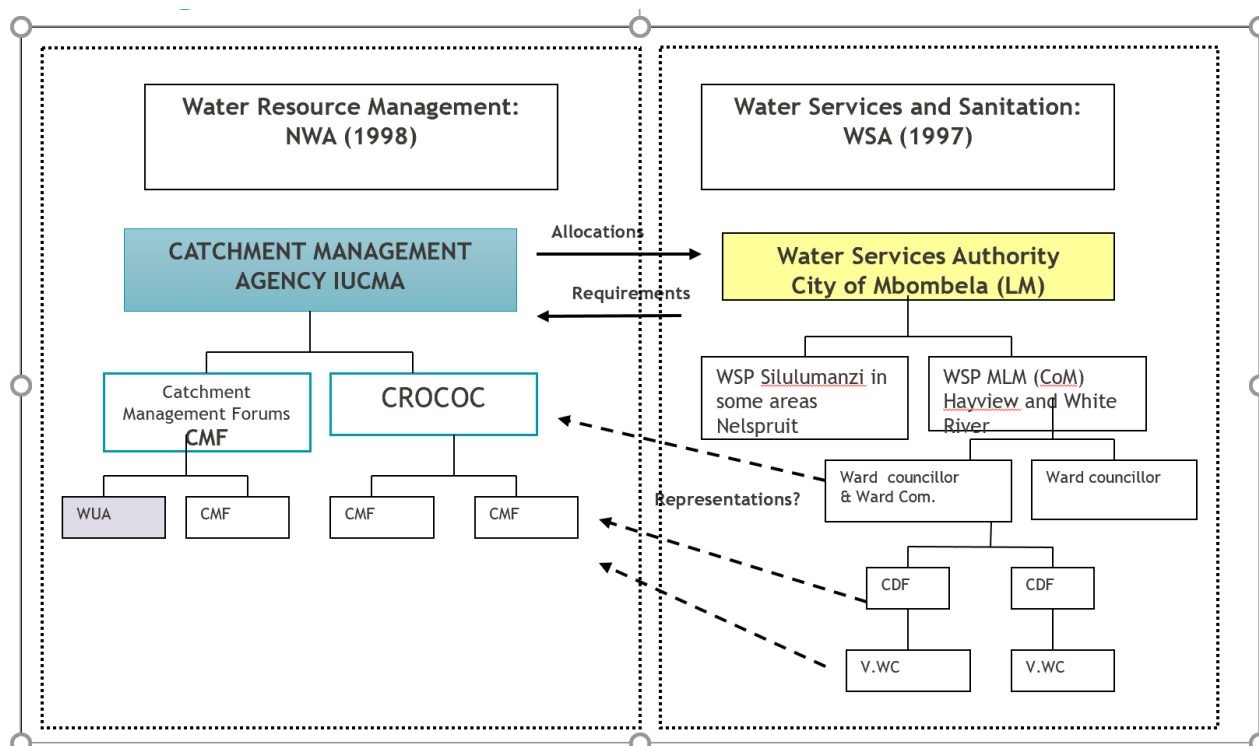 Water Resource Management:
NWA (1998)
Water Services and Sanitation:
WSA (1997)
CATCHMENT MANAGEMENT
AGENCY IUCMA
Allocations
Requirements
Water Services Authority
City of Mbombela (LM)
Catchment
Management Forums
CMF
CROCOC
WSP Silulumanzi in
some areas
Nelspruit
WSP MLM (CoM)
Hayview and White
River
WUA
CMF
CMF
CMF
Representations?
Ward councillor
& Ward Com.
Ward councillor
CDF
CDF
V.WC
V.WC